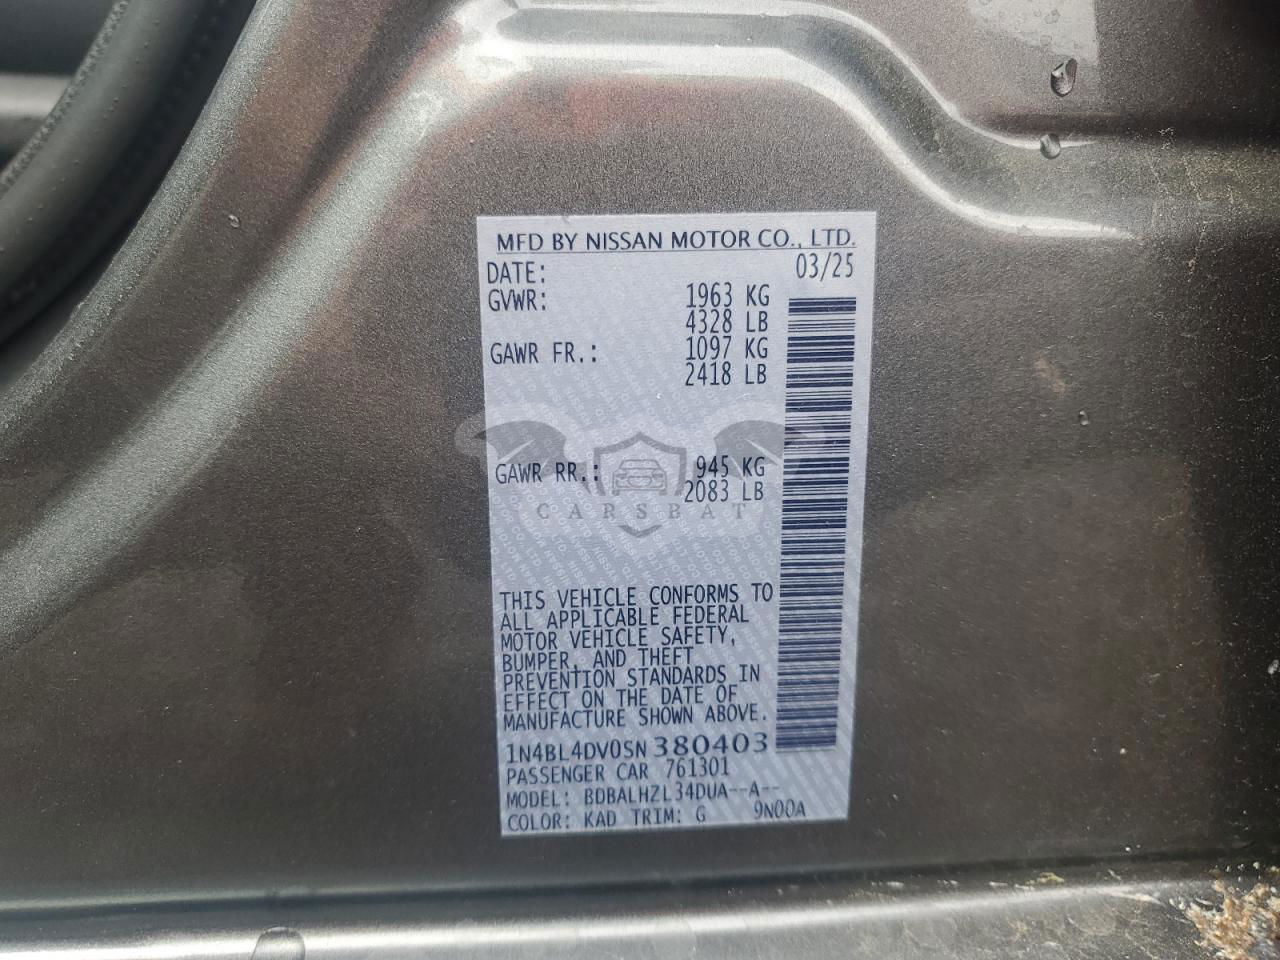 MFD BY NISSAN MOTOR CO., LTD.
DATE: 03/25
GVWR: 1963 KG
4328 LB
GAWR FR.: 1097 KG
2418 LB
GAWR RR.: 945 KG
2083 LB
CARSBAT
THIS VEHICLE CONFORMS TO
ALL APPLICABLE FEDERAL
MOTOR VEHICLE SAFETY,
BUMPER, AND THEFT
PREVENTION STANDARDS IN
EFFECT ON THE DATE OF
MANUFACTURE SHOWN ABOVE.
1N4BL4DV0SN380403
PASSENGER CAR 761301
MODEL: BDBALHZL34DUA--A--
COLOR: KAD TRIM: G 9N00A